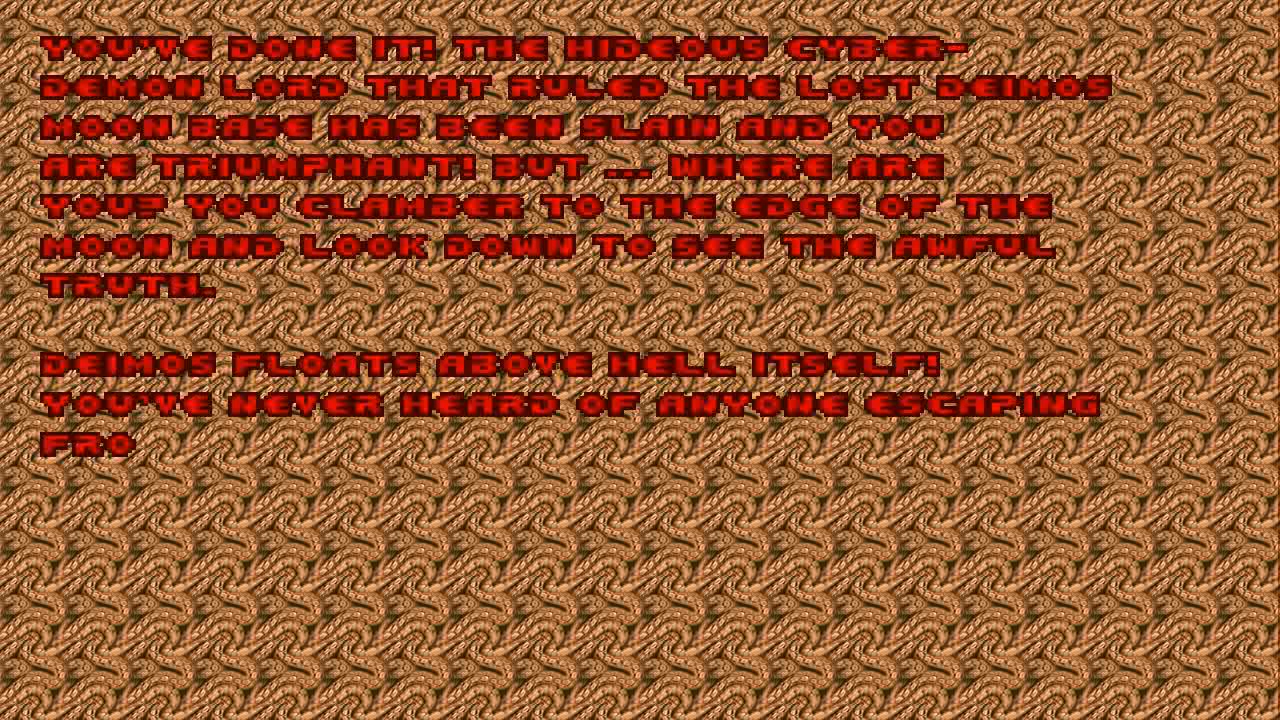 YOU'VE DONE IT! THE HIDEOUS CYBER-
DEMON LORD THAT RULED THE LOST DEIMOS
MOON BASE HAS BEEN SLAIN AND YOU
ARE TRIUMPHANT! BUT ... WHERE ARE
YOU? YOU CLAMBER TO THE EDGE OF THE
MOON AND LOOK DOWN TO SEE THE AWFUL
TRUTH.
DEIMOS FLOATS ABOVE HELL ITSELF!
YOU'VE NEVER HEARD OF ANYONE ESCAPING
FRO